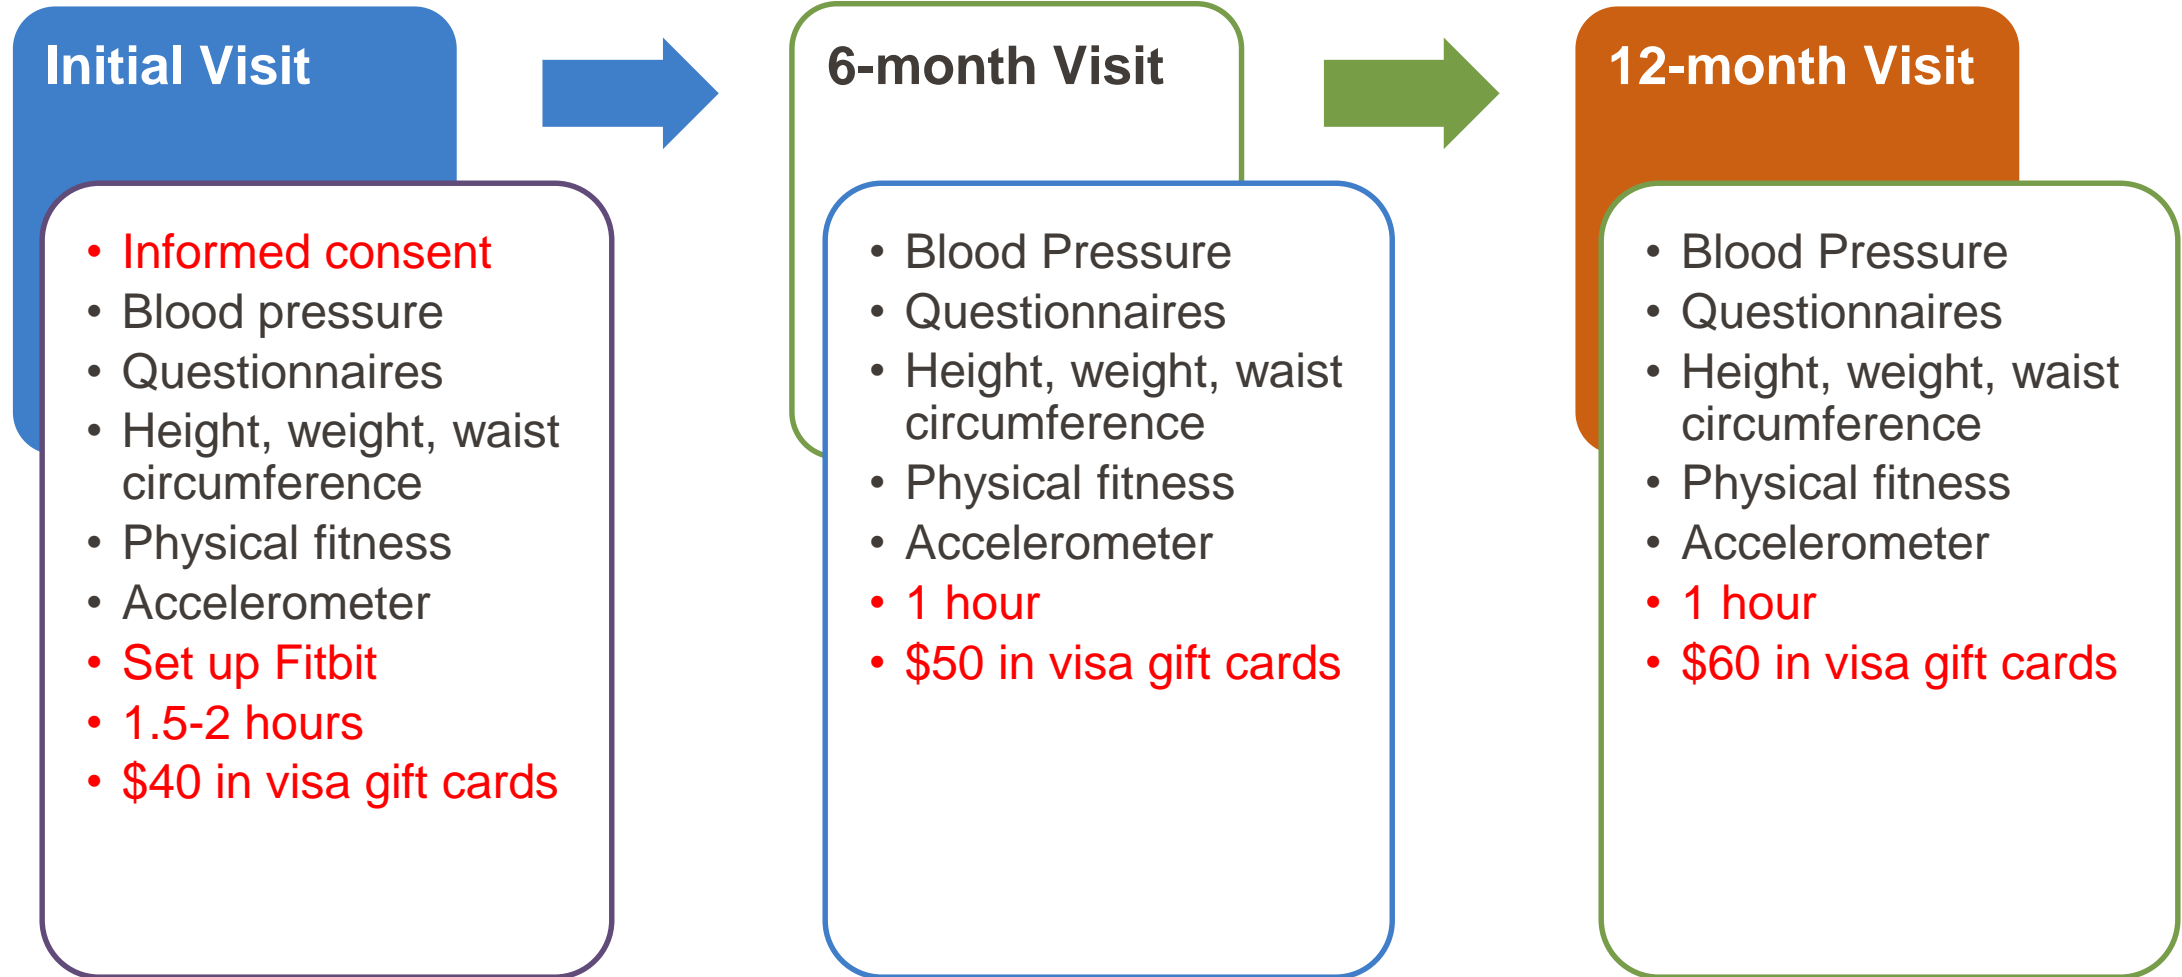 Initial Visit
• Informed consent
• Blood pressure
• Questionnaires
• Height, weight, waist
circumference
• Physical fitness
• Accelerometer
• Set up Fitbit
• 1.5-2 hours
• $40 in visa gift cards
6-month Visit
• Blood Pressure
• Questionnaires
• Height, weight, waist
circumference
• Physical fitness
• Accelerometer
• 1 hour
• $50 in visa gift cards
12-month Visit
• Blood Pressure
• Questionnaires
• Height, weight, waist
circumference
• Physical fitness
• Accelerometer
• 1 hour
• $60 in visa gift cards